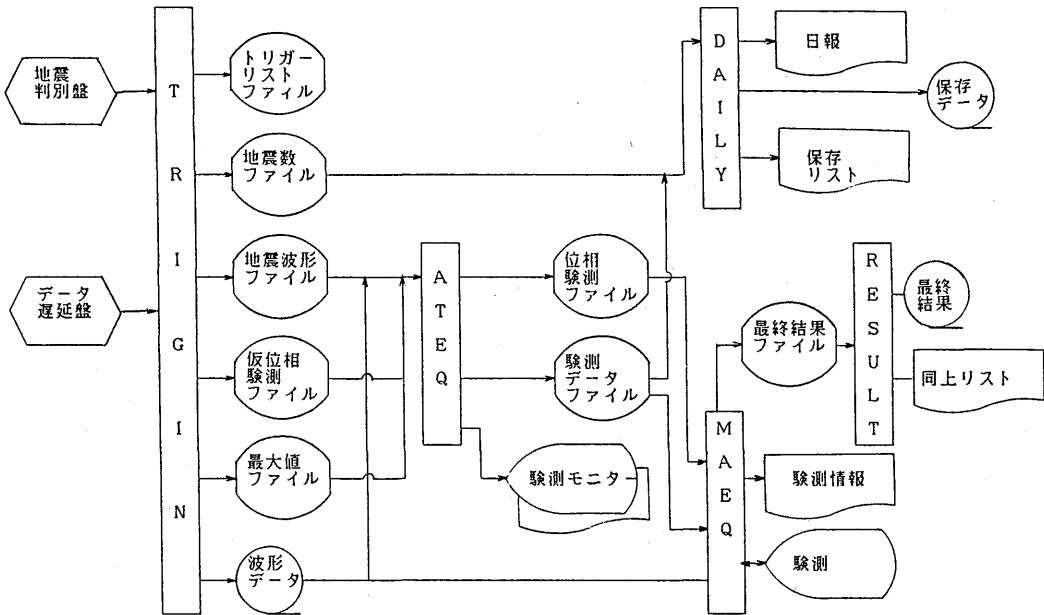 地震
判別盤
データ
遅延盤
TRIGIN
トリガー
リスト
ファイル
地震数
ファイル
地震波形
ファイル
仮位相
験測
ファイル
最大値
ファイル
波形
データ
ATEQ
位相
験測
ファイル
験測
データ
ファイル
験測モニタ
DAILY
日報
保存
データ
保存
リスト
MAEQ
最終結果
ファイル
RESULT
最終
結果
同上リスト
験測情報
験測